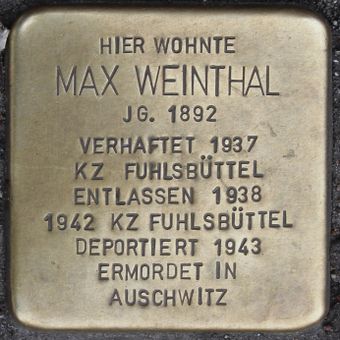 HIER WOHNTE
MAX WEINTHAL
JG. 1892
VERHAFTET 1937
KZ FUHLSBÜTTEL
ENTLASSEN 1938
1942 KZ FUHLSBÜTTEL
DEPORTIERT 1943
ERMORDET IN
AUSCHWITZ